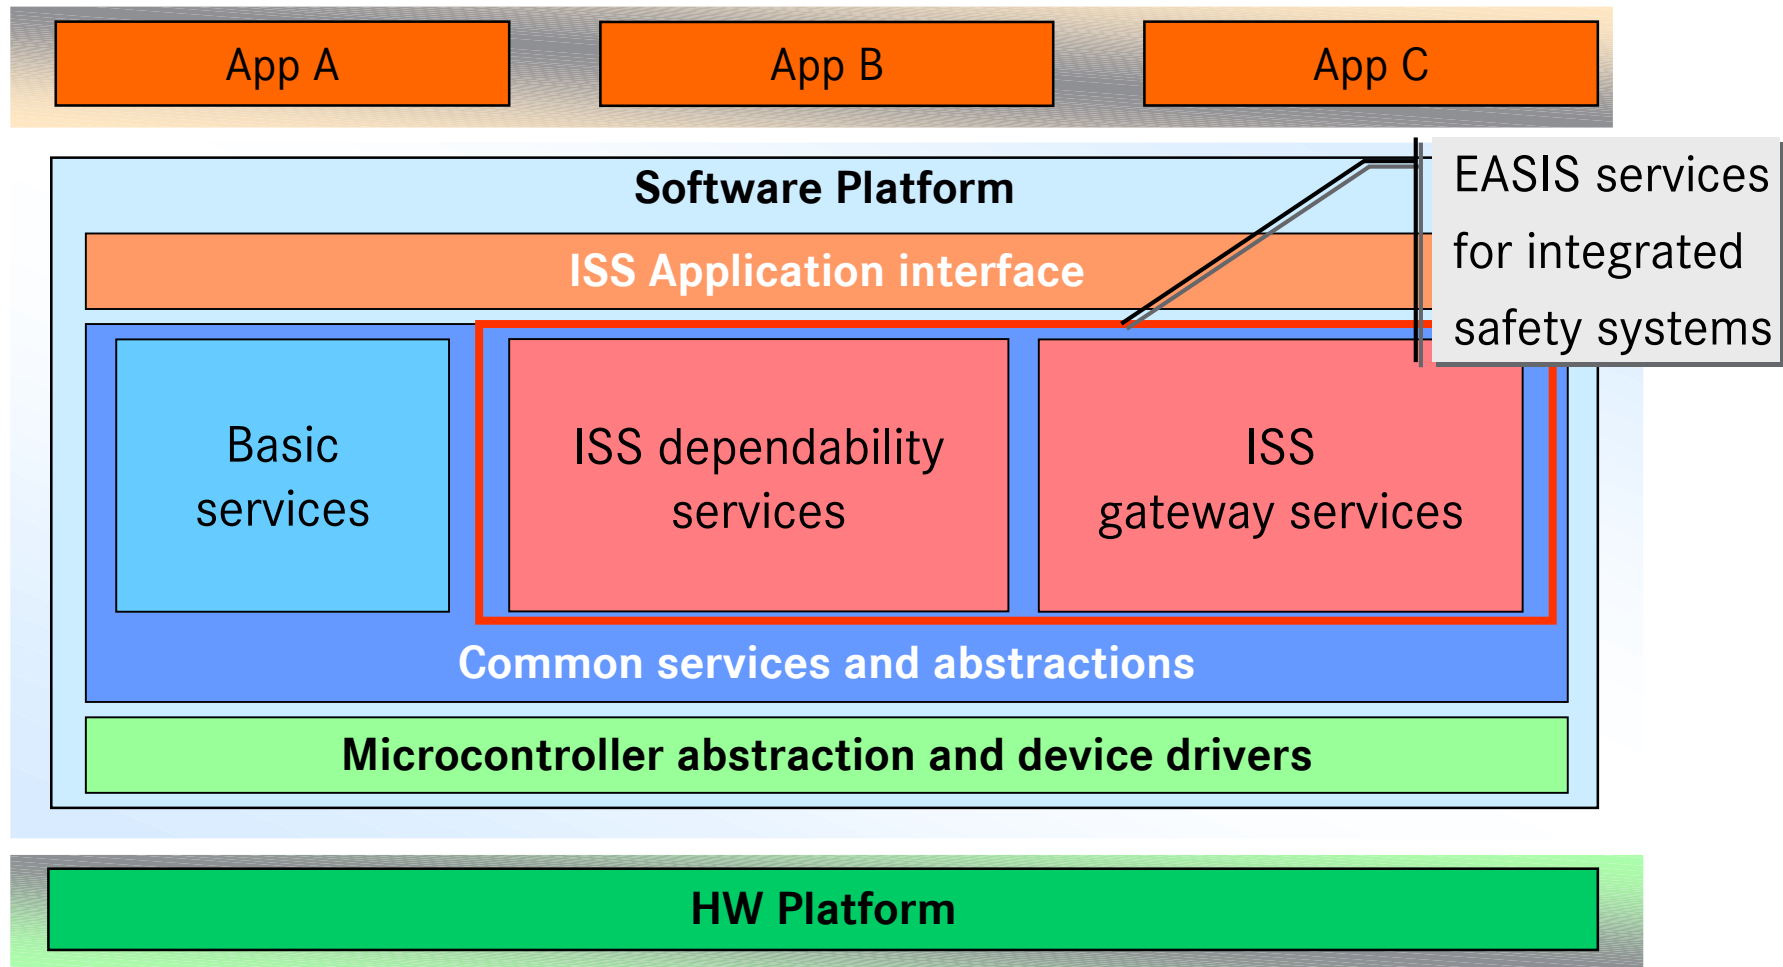 App A
App B
App C
Software Platform
EASIS services
for integrated
safety systems
ISS Application interface
Basic
services
ISS dependability
services
ISS
gateway services
Common services and abstractions
Microcontroller abstraction and device drivers
HW Platform